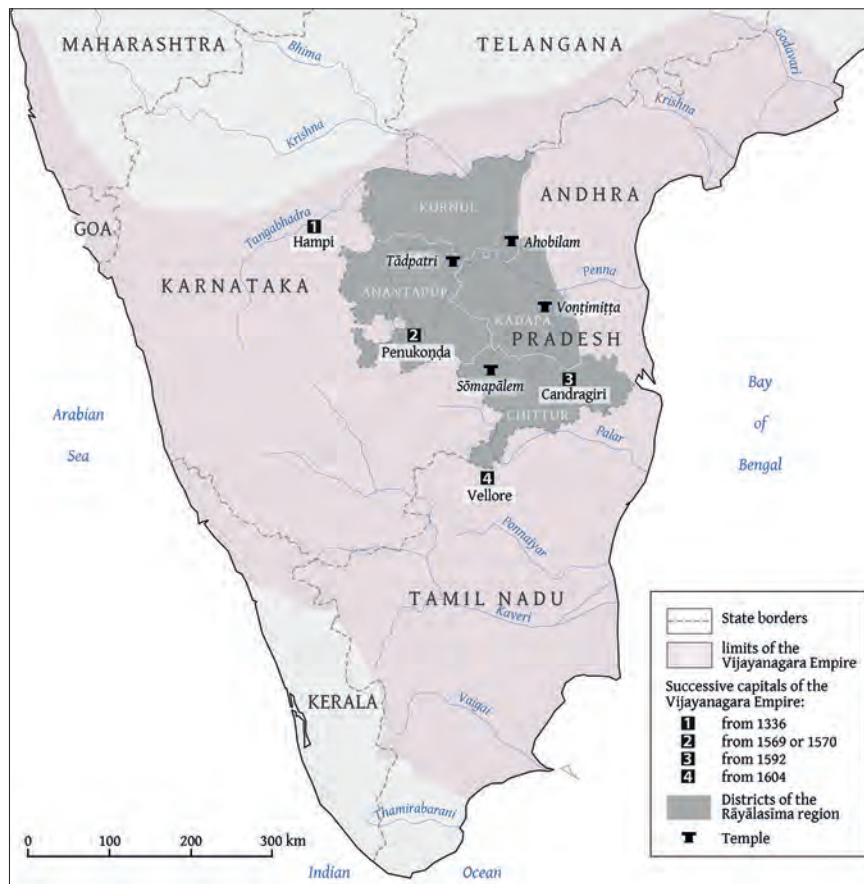 MAHARASHTRA
TELANGANA
Bhima
Godavari
Krishna
Krishna
GOA
Tungabhadra
1
Hampi
KURNUL
ANDHRA
Ahobilam
Tādpatri
KARNATAKA
ANANTAPUR
Penna
KADAPA
Voṇṭimiṭṭa
PRADESH
2
Penukoṇḍa
Sōmapālem
3
Candragiri
CHITTUR
Arabian
Sea
Bay
of
Bengal
Palar
4
Vellore
Ponnaiyar
TAMIL NADU
Kaveri
KERALA
Vaigai
Thamirabarani
Indian Ocean
0 100 200 300 km
State borders
limits of the
Vijayanagara Empire
Successive capitals of the
Vijayanagara Empire:
1 from 1336
2 from 1569 or 1570
3 from 1592
4 from 1604
Districts of the
Rāyālasīma region
Temple